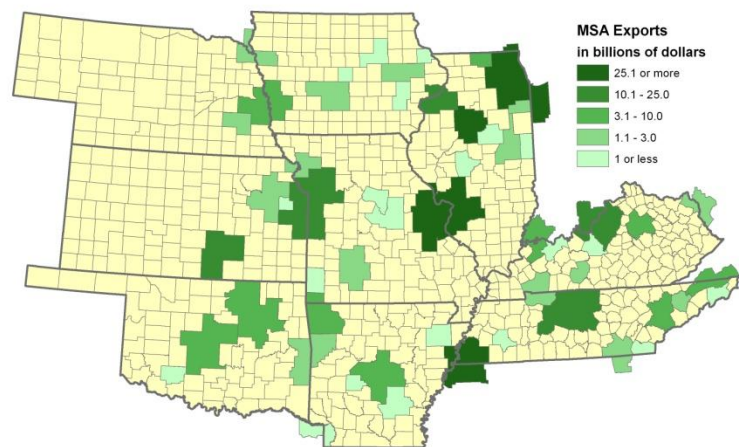 MSA Exports
in billions of dollars
25.1 or more
10.1 - 25.0
3.1 - 10.0
1.1 - 3.0
1 or less